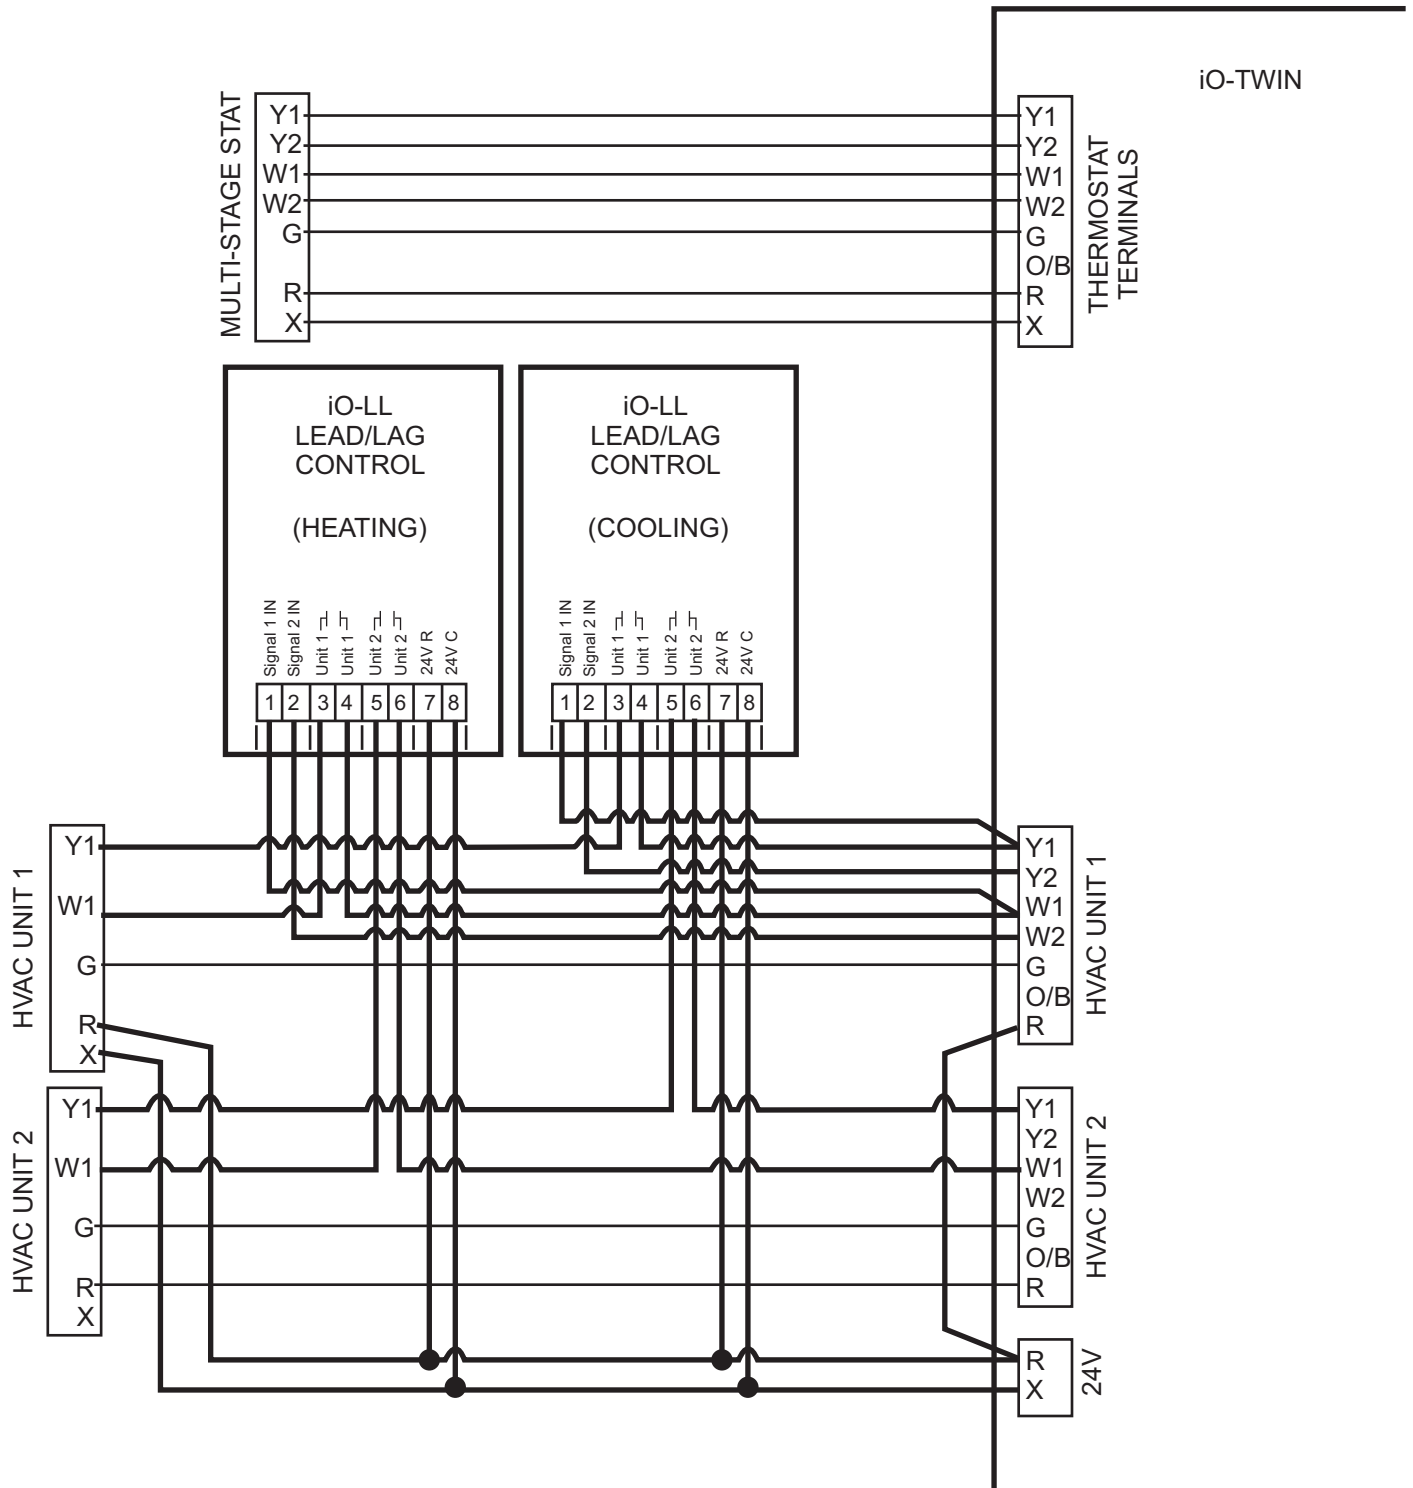 iO-TWIN
MULTI-STAGE STAT
Y1
Y2
W1
W2
G
R
X
Y1
Y2
W1
W2
G
O/B
R
X
THERMOSTAT
TERMINALS
iO-LL
LEAD/LAG
CONTROL
(HEATING)
Signal 1 IN
Signal 2 IN
Unit 1
Unit 1
Unit 2
Unit 2
24V R
24V C
1 2 3 4 5 6 7 8
iO-LL
LEAD/LAG
CONTROL
(COOLING)
Signal 1 IN
Signal 2 IN
Unit 1
Unit 1
Unit 2
Unit 2
24V R
24V C
1 2 3 4 5 6 7 8
HVAC UNIT 1
Y1
W1
G
R
X
Y1
Y2
W1
W2
G
O/B
R
HVAC UNIT 1
HVAC UNIT 2
Y1
W1
G
R
X
Y1
Y2
W1
W2
G
O/B
R
HVAC UNIT 2
R
X
24V